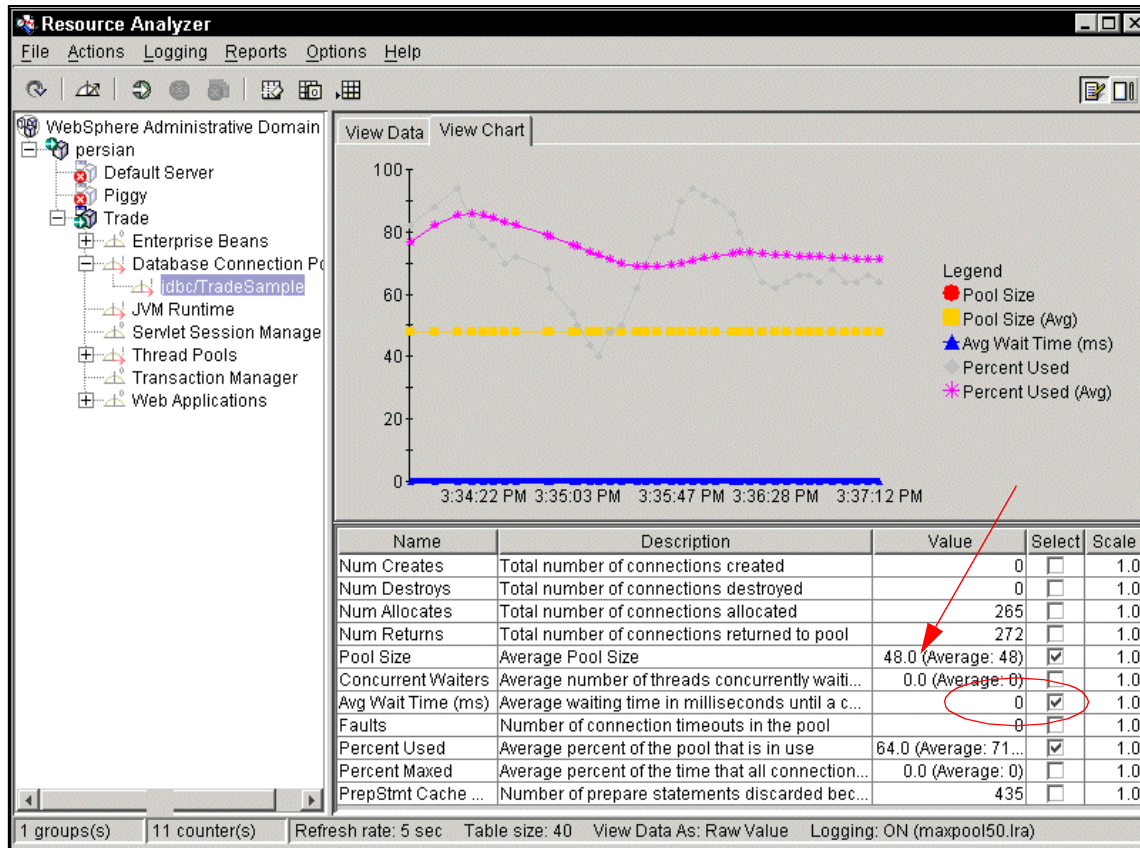 Resource Analyzer
File Actions Logging Reports Options Help
WebSphere Administrative Domain
persian
Default Server
Piggy
Trade
Enterprise Beans
Database Connection Po
jdbc/TradeSample
JVM Runtime
Servlet Session Manage
Thread Pools
Transaction Manager
Web Applications
View Data View Chart
100
80
60
40
20
0
3:34:22 PM 3:35:03 PM 3:35:47 PM 3:36:28 PM 3:37:12 PM
Legend
Pool Size
Pool Size (Avg)
Avg Wait Time (ms)
Percent Used
Percent Used (Avg)
Name Description Value Select Scale
Num Creates Total number of connections created 0 1.0
Num Destroys Total number of connections destroyed 0 1.0
Num Allocates Total number of connections allocated 265 1.0
Num Returns Total number of connections returned to pool 272 1.0
Pool Size Average Pool Size 48.0 (Average: 48) 1.0
Concurrent Waiters Average number of threads concurrently waiti... 0.0 (Average: 0) 1.0
Avg Wait Time (ms) Average waiting time in milliseconds until a c... 0 1.0
Faults Number of connection timeouts in the pool 0 1.0
Percent Used Average percent of the pool that is in use 64.0 (Average: 71... 1.0
Percent Maxed Average percent of the time that all connection... 0.0 (Average: 0) 1.0
PrepStmt Cache ... Number of prepare statements discarded bec... 435 1.0
1 groups(s) 11 counter(s) Refresh rate: 5 sec Table size: 40 View Data As: Raw Value Logging: ON (maxpool50.lra)